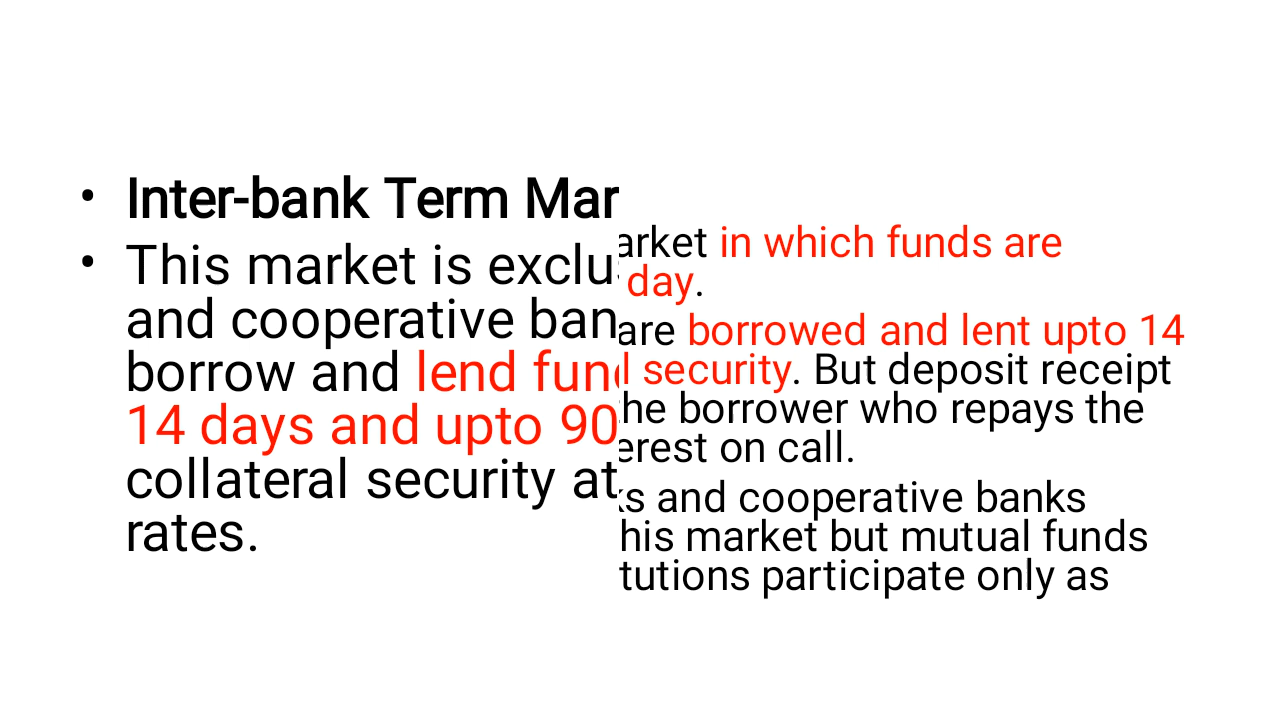 • Inter-bank Term Mar
• This market is exclu
and cooperative ban
borrow and lend fun
14 days and upto 90
collateral security at
rates.
arket in which funds are
day.
are borrowed and lent upto 14
l security. But deposit receipt
he borrower who repays the
erest on call.
ks and cooperative banks
his market but mutual funds
tutions participate only as